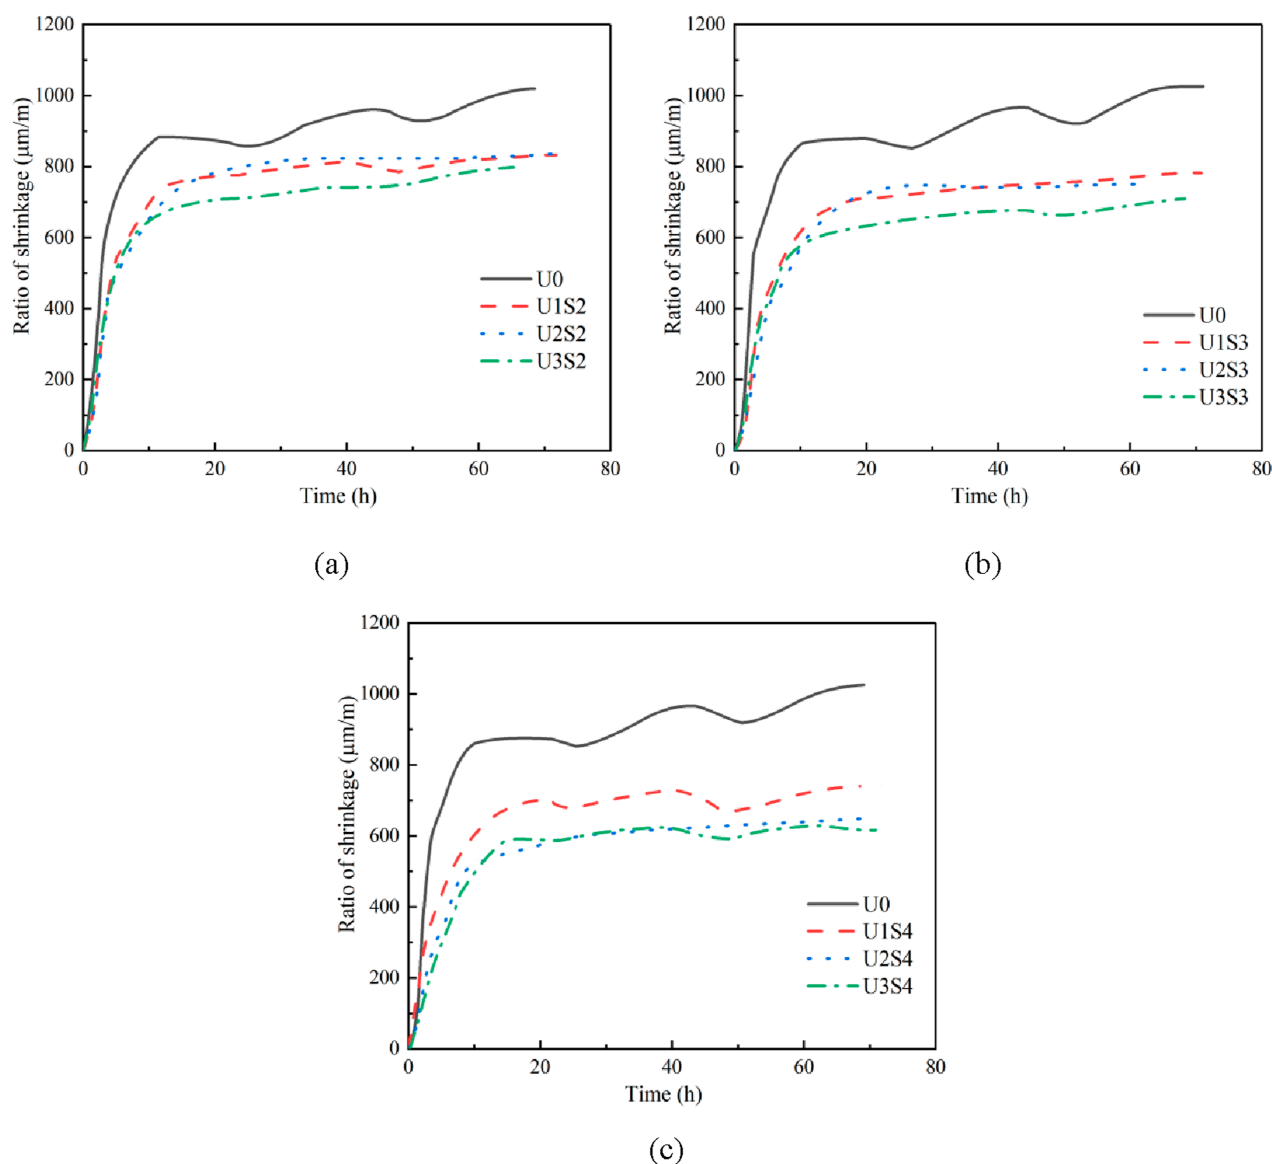 1200
1000
800
600
400
200
0
Ratio of shrinkage (μm/m)
U0
U1S2
U2S2
U3S2
0 20 40 60 80
Time (h)
(a)
1200
1000
800
600
400
200
0
Ratio of shrinkage (μm/m)
U0
U1S3
U2S3
U3S3
0 20 40 60 80
Time (h)
(b)
1200
1000
800
600
400
200
0
Ratio of shrinkage (μm/m)
U0
U1S4
U2S4
U3S4
0 20 40 60 80
Time (h)
(c)